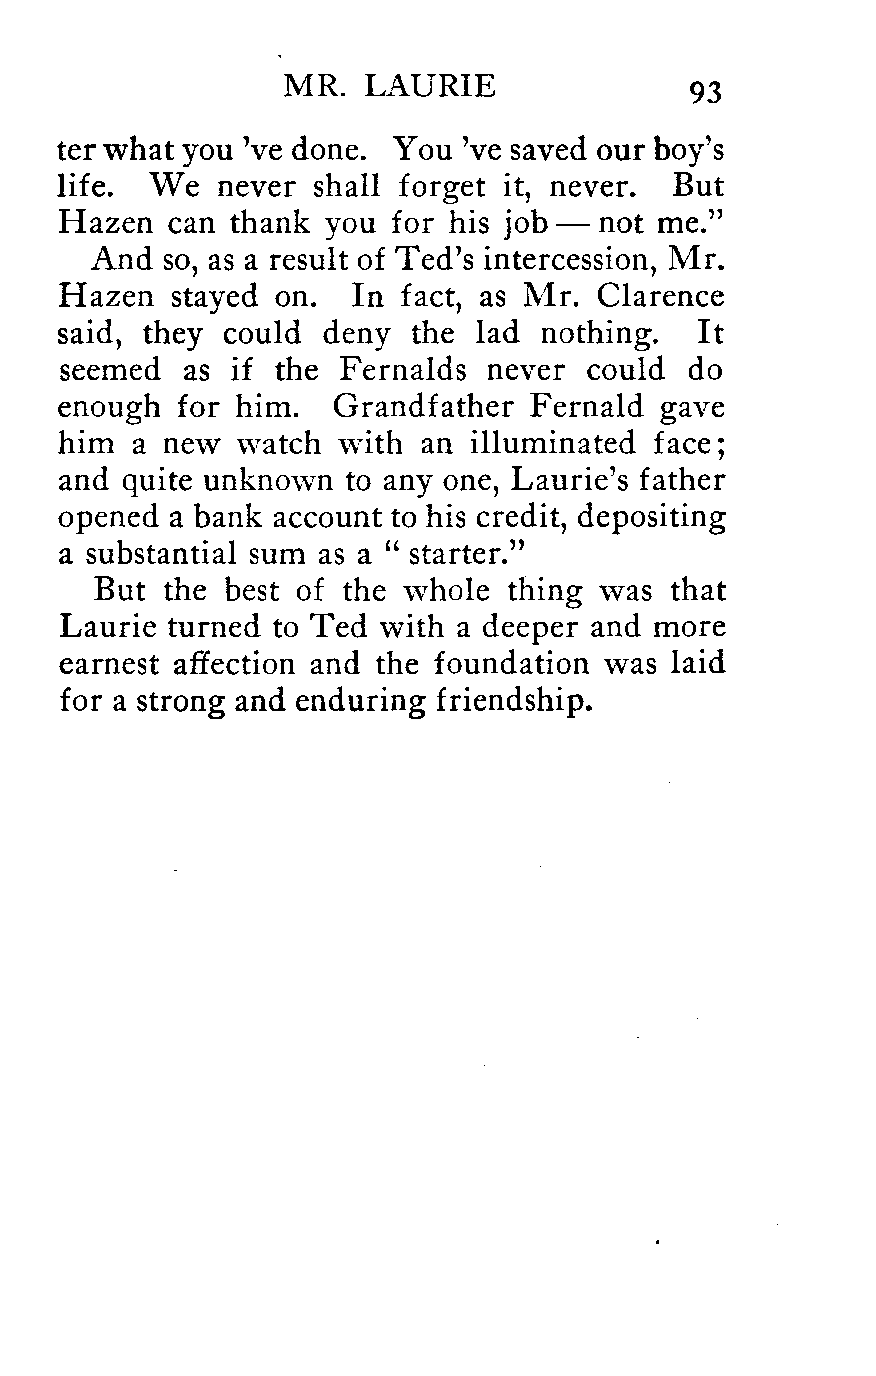 MR. LAURIE 93
ter what you 've done. You 've saved our boy's
life. We never shall forget it, never. But
Hazen can thank you for his job — not me."
And so, as a result of Ted's intercession, Mr.
Hazen stayed on. In fact, as Mr. Clarence
said, they could deny the lad nothing. It
seemed as if the Fernalds never could do
enough for him. Grandfather Fernald gave
him a new watch with an illuminated face;
and quite unknown to any one, Laurie's father
opened a bank account to his credit, depositing
a substantial sum as a " starter."
But the best of the whole thing was that
Laurie turned to Ted with a deeper and more
earnest affection and the foundation was laid
for a strong and enduring friendship.